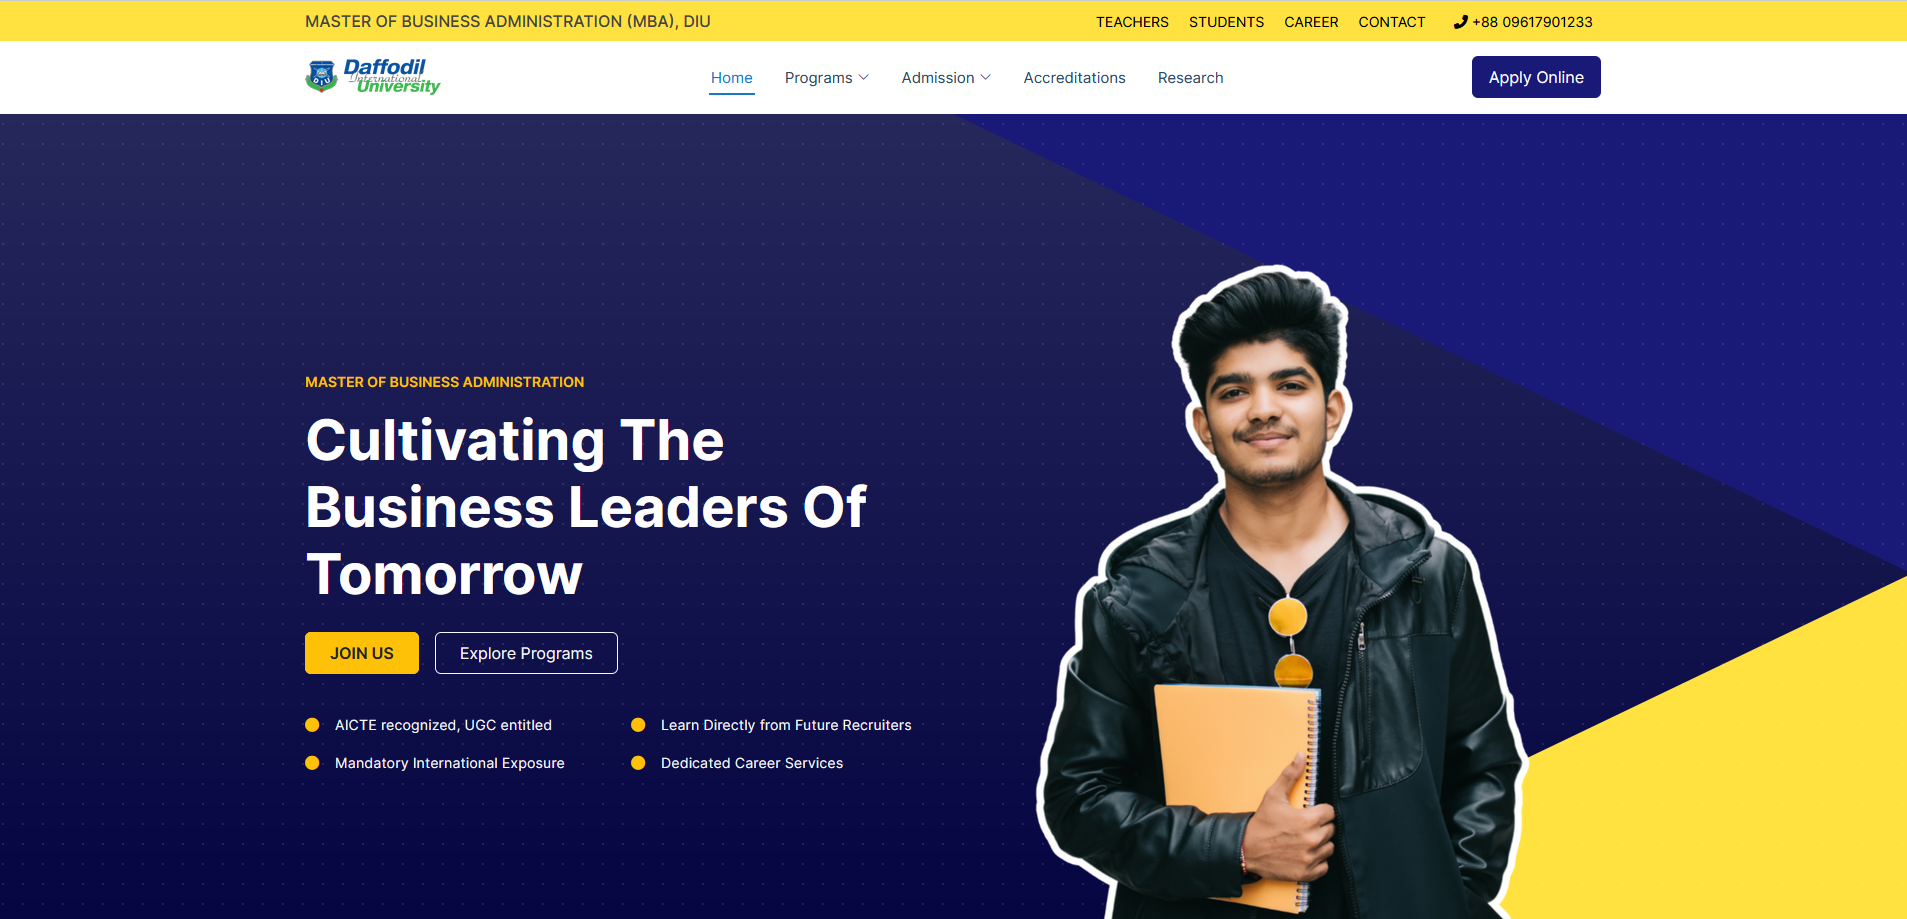 MASTER OF BUSINESS ADMINISTRATION (MBA), DIU
TEACHERS STUDENTS CAREER CONTACT +88 09617901233
DIU
Daffodil
International
University
Home Programs Admission Accreditations Research
Apply Online
MASTER OF BUSINESS ADMINISTRATION
Cultivating The
Business Leaders Of
Tomorrow
JOIN US Explore Programs
AICTE recognized, UGC entitled Learn Directly from Future Recruiters
Mandatory International Exposure Dedicated Career Services